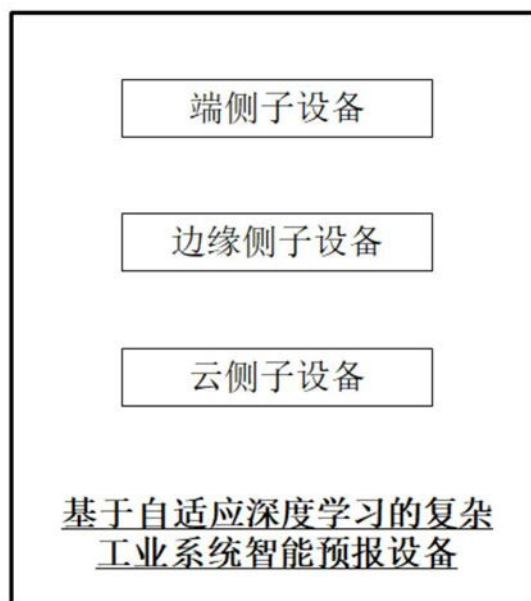 端侧子设备
边缘侧子设备
云侧子设备
基于自适应深度学习的复杂
工业系统智能预报设备